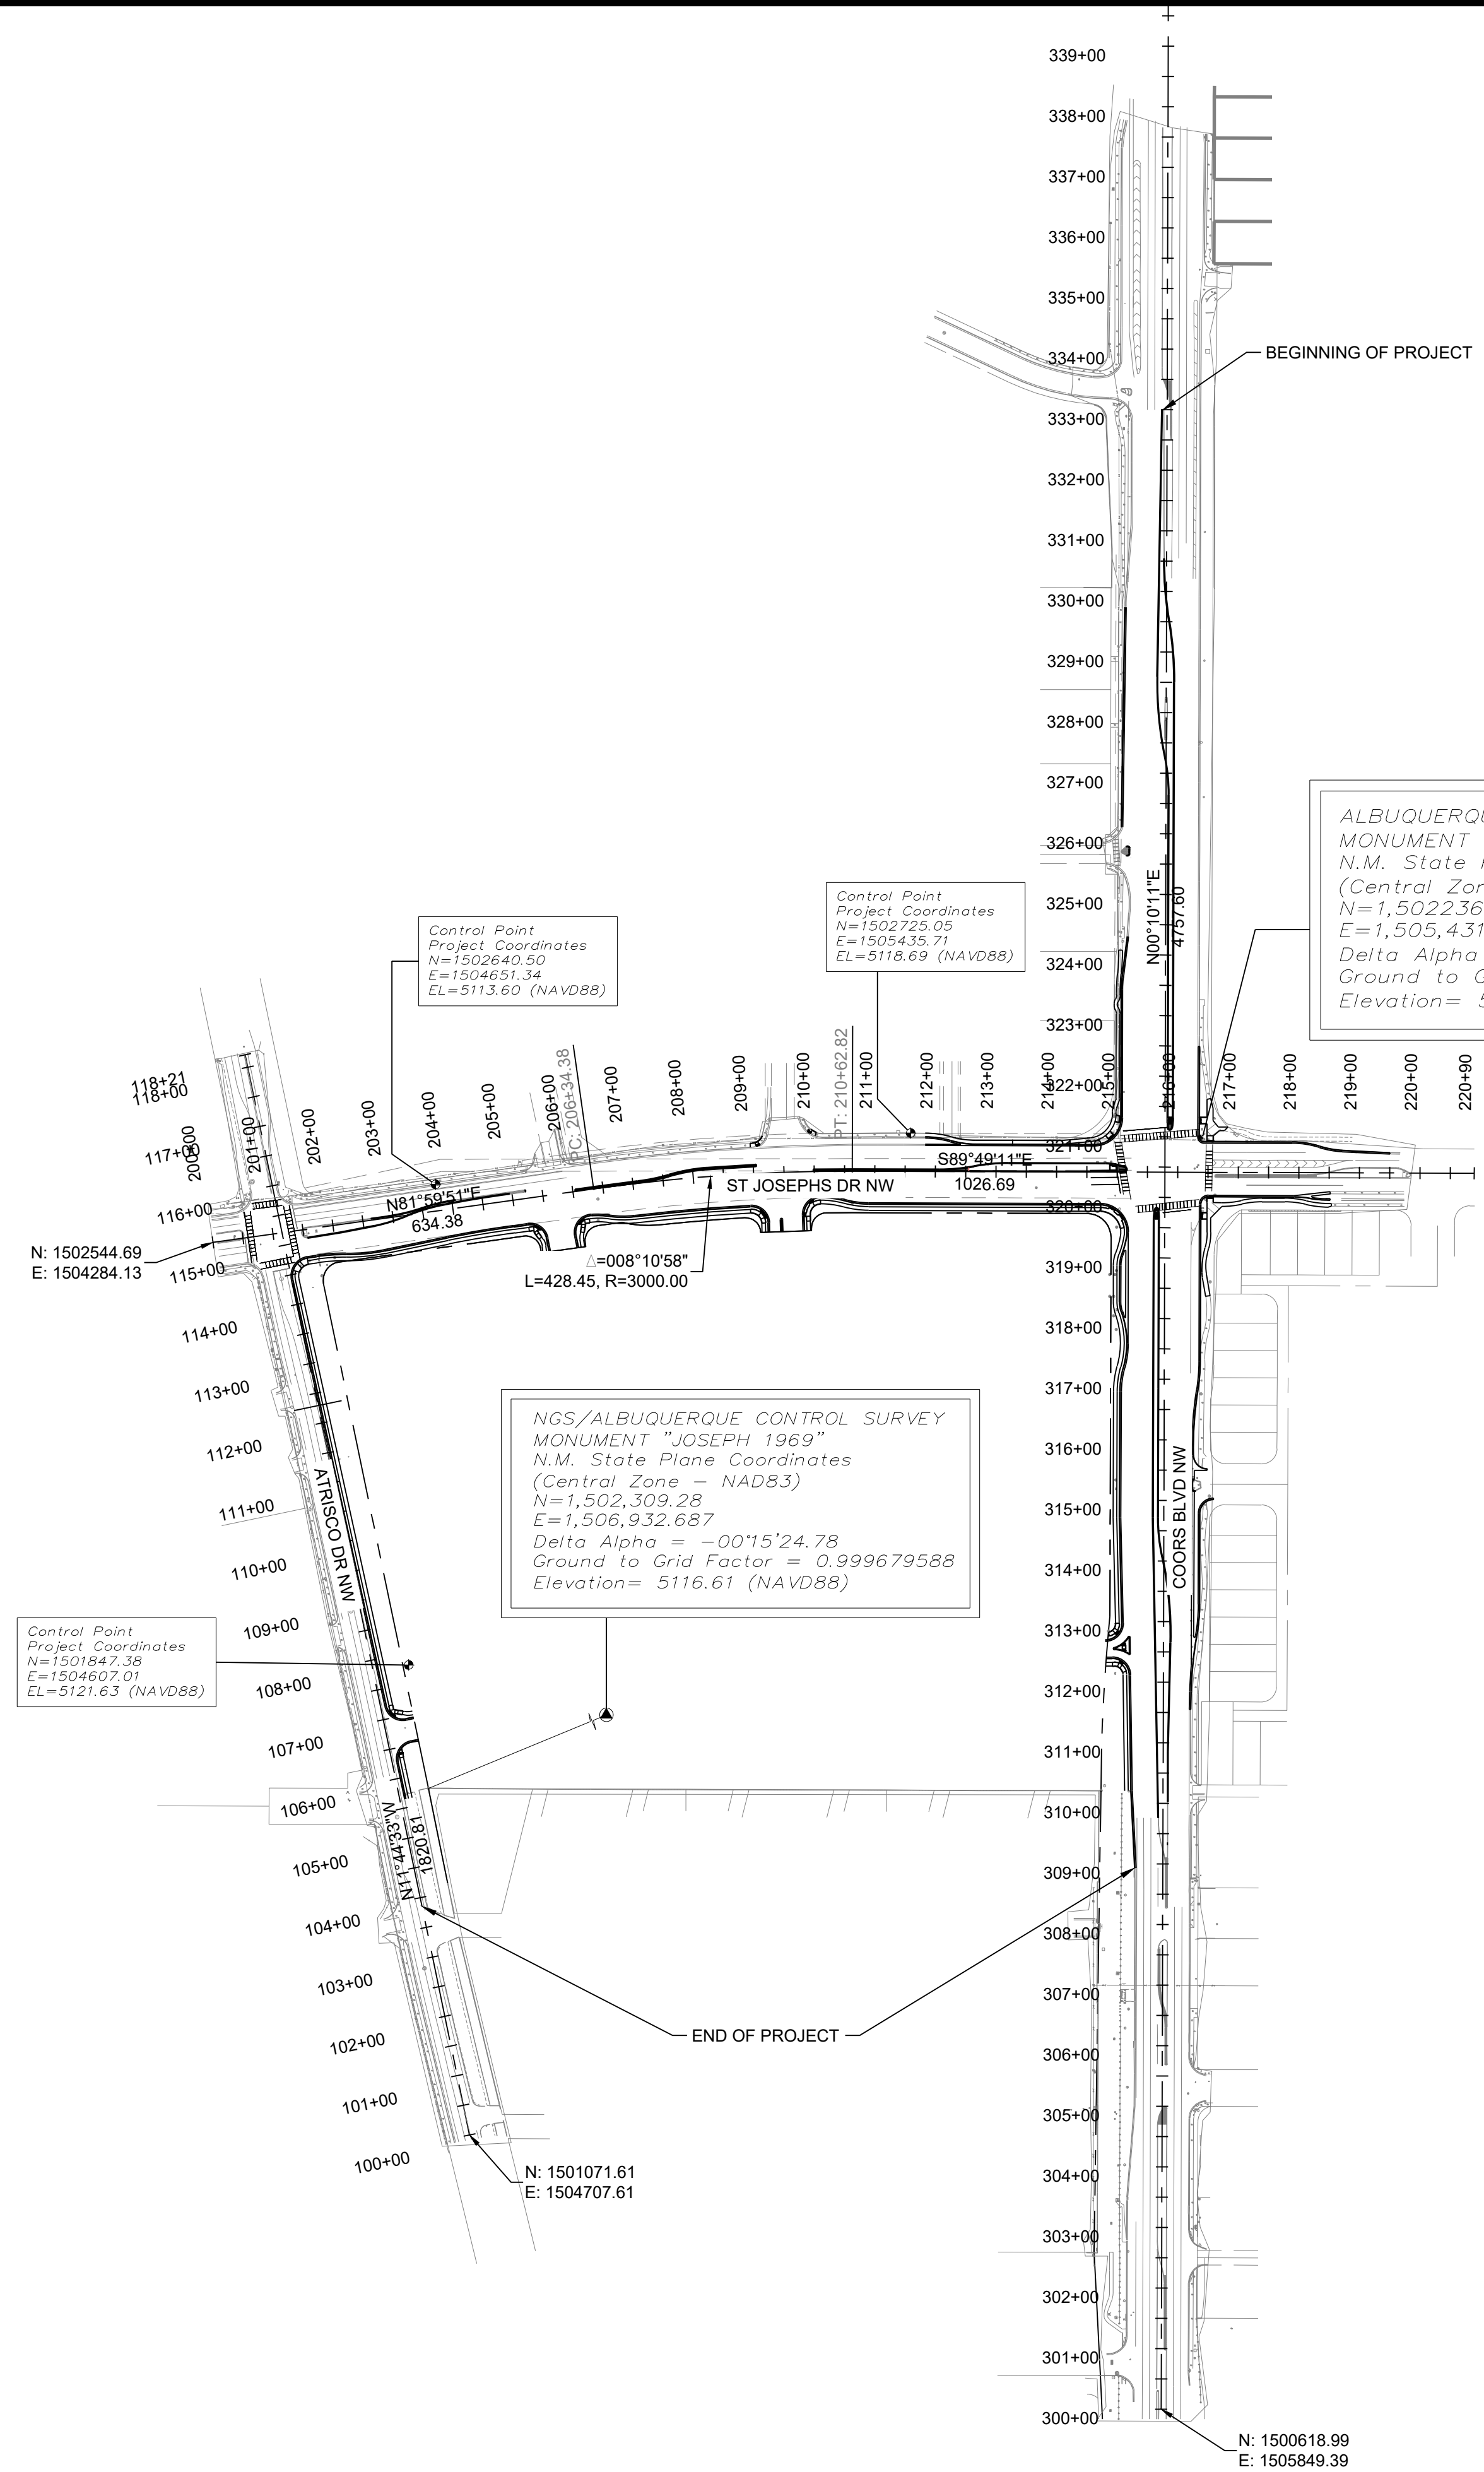 339+00
338+00
337+00
336+00
335+00
334+00
BEGINNING OF PROJECT
333+00
332+00
331+00
330+00
329+00
328+00
327+00
326+00
325+00
324+00
323+00
322+00
321+00
320+00
319+00
318+00
317+00
316+00
315+00
314+00
313+00
312+00
311+00
310+00
309+00
308+00
307+00
306+00
305+00
304+00
303+00
302+00
301+00
300+00
N00°10'11"E
4757.60
COORS BLVD NW
ALBUQUERQU
MONUMENT
N.M. State
(Central Zon
N=1,502236
E=1,505,431
Delta Alpha
Ground to
Elevation=
Control Point
Project Coordinates
N=1502640.50
E=1504651.34
EL=5113.60 (NAVD88)
Control Point
Project Coordinates
N=1502725.05
E=1505435.71
EL=5118.69 (NAVD88)
201+00
202+00
203+00
204+00
205+00
206+00
PC: 206+34.38
207+00
208+00
209+00
210+00
PT: 210+62.82
211+00
212+00
213+00
214+00
215+00
216+00
217+00
218+00
219+00
220+00
220+90
N81°59'51"E
634.38
ST JOSEPHS DR NW
S89°49'11"E
1026.69
Δ=008°10'58"
L=428.45, R=3000.00
N: 1502544.69
E: 1504284.13
118+21
118+00
117+00
116+00
115+00
114+00
113+00
112+00
111+00
110+00
109+00
108+00
107+00
106+00
105+00
104+00
103+00
102+00
101+00
100+00
ATRISCO DR NW
N11°44'33"W
1820.81
NGS/ALBUQUERQUE CONTROL SURVEY
MONUMENT "JOSEPH 1969"
N.M. State Plane Coordinates
(Central Zone – NAD83)
N=1,502,309.28
E=1,506,932.687
Delta Alpha = -00°15'24.78
Ground to Grid Factor = 0.999679588
Elevation= 5116.61 (NAVD88)
Control Point
Project Coordinates
N=1501847.38
E=1504607.01
EL=5121.63 (NAVD88)
END OF PROJECT
N: 1501071.61
E: 1504707.61
N: 1500618.99
E: 1505849.39